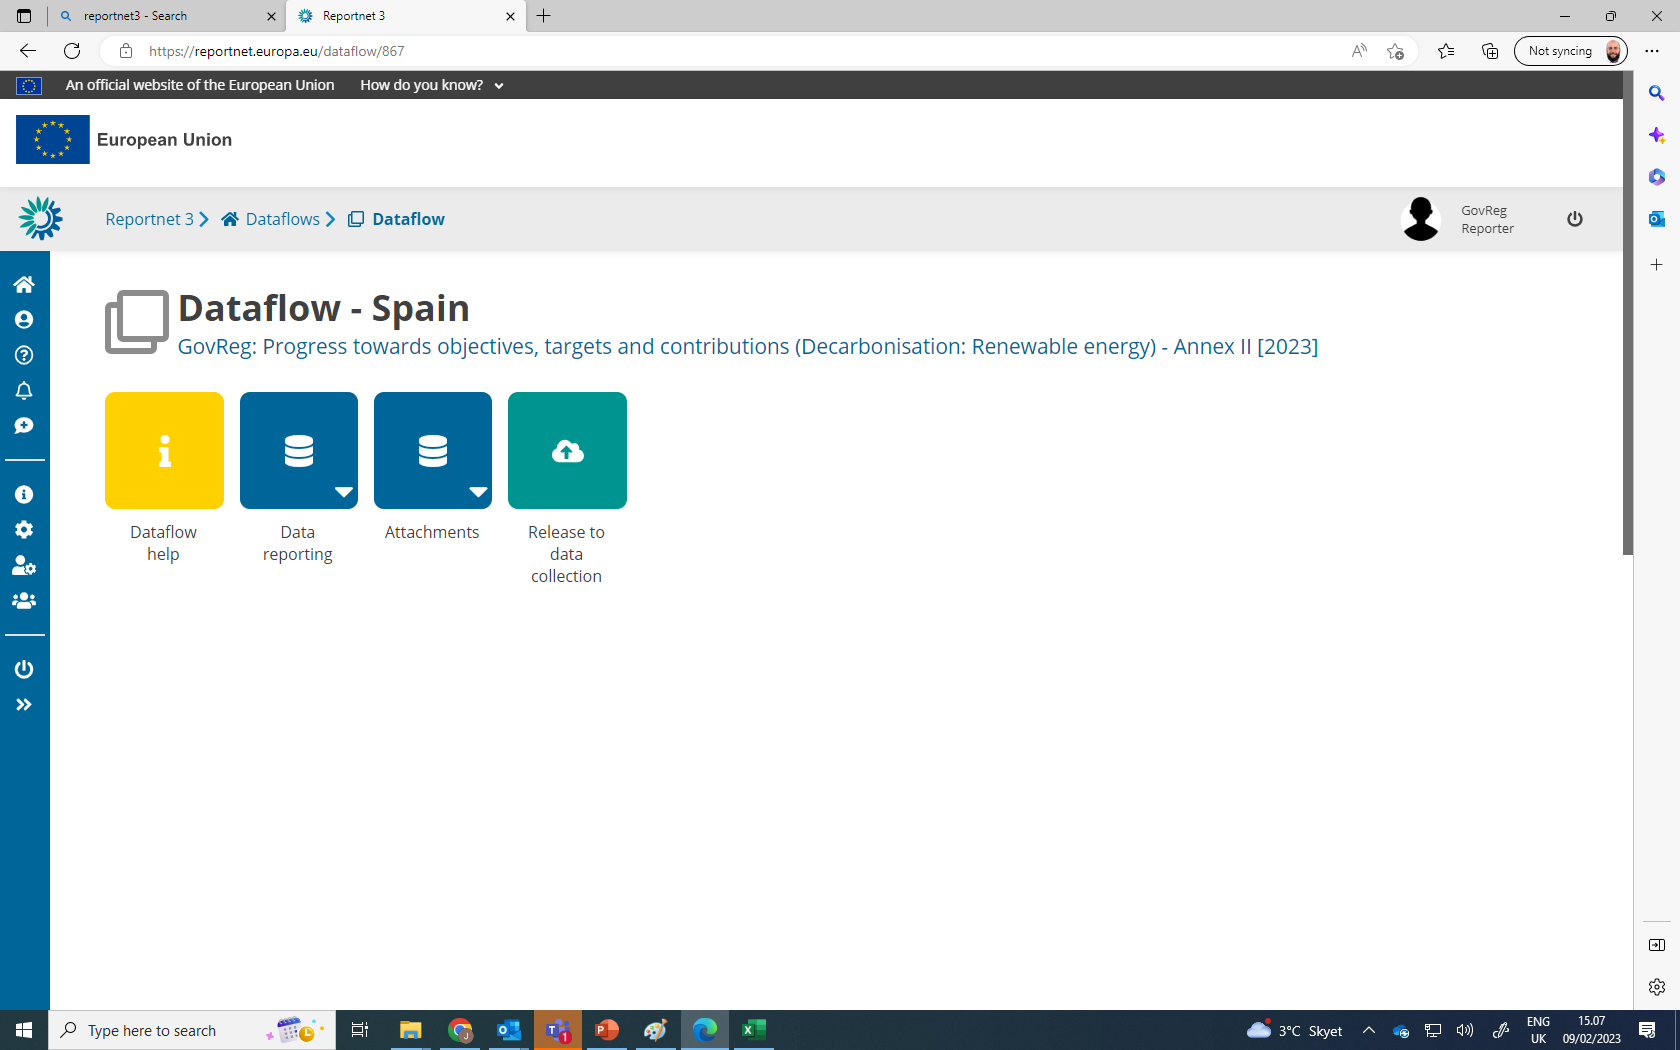 reportnet3 - Search
Reportnet 3
https://reportnet.europa.eu/dataflow/867
Not syncing
An official website of the European Union How do you know?
European Union
Reportnet 3 Dataflows Dataflow
GovReg
Reporter
Dataflow - Spain
GovReg: Progress towards objectives, targets and contributions (Decarbonisation: Renewable energy) - Annex II [2023]
Dataflow
help
Data
reporting
Attachments
Release to
data
collection
Type here to search
3°C Skyet
ENG
UK
15.07
09/02/2023